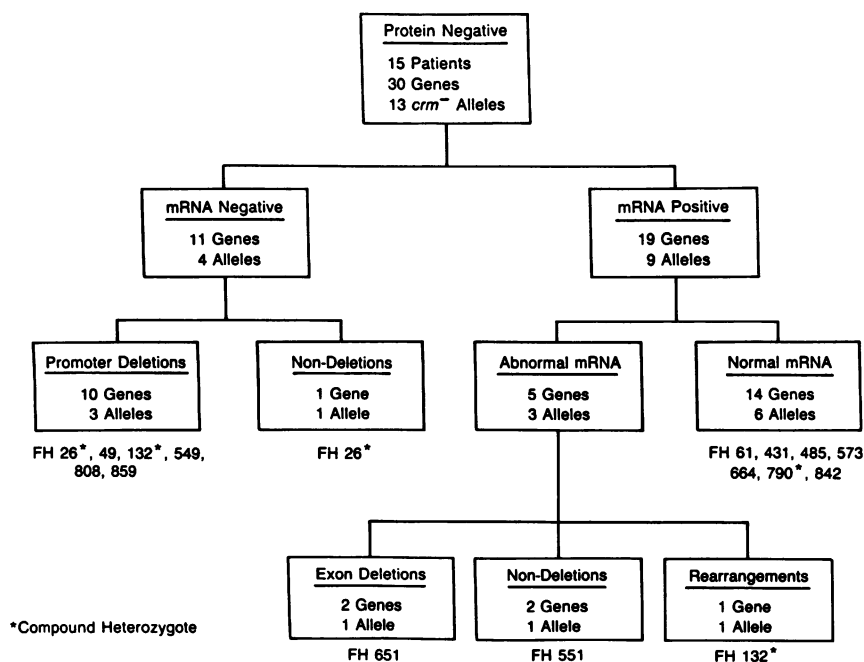 Protein Negative
15 Patients
30 Genes
13 crm⁻ Alleles
mRNA Negative
11 Genes
4 Alleles
mRNA Positive
19 Genes
9 Alleles
Promoter Deletions
10 Genes
3 Alleles
FH 26*, 49, 132*, 549,
808, 859
Non-Deletions
1 Gene
1 Allele
FH 26*
Abnormal mRNA
5 Genes
3 Alleles
Normal mRNA
14 Genes
6 Alleles
FH 61, 431, 485, 573
664, 790*, 842
Exon Deletions
2 Genes
1 Allele
FH 651
Non-Deletions
2 Genes
1 Allele
FH 551
Rearrangements
1 Gene
1 Allele
FH 132*
*Compound Heterozygote